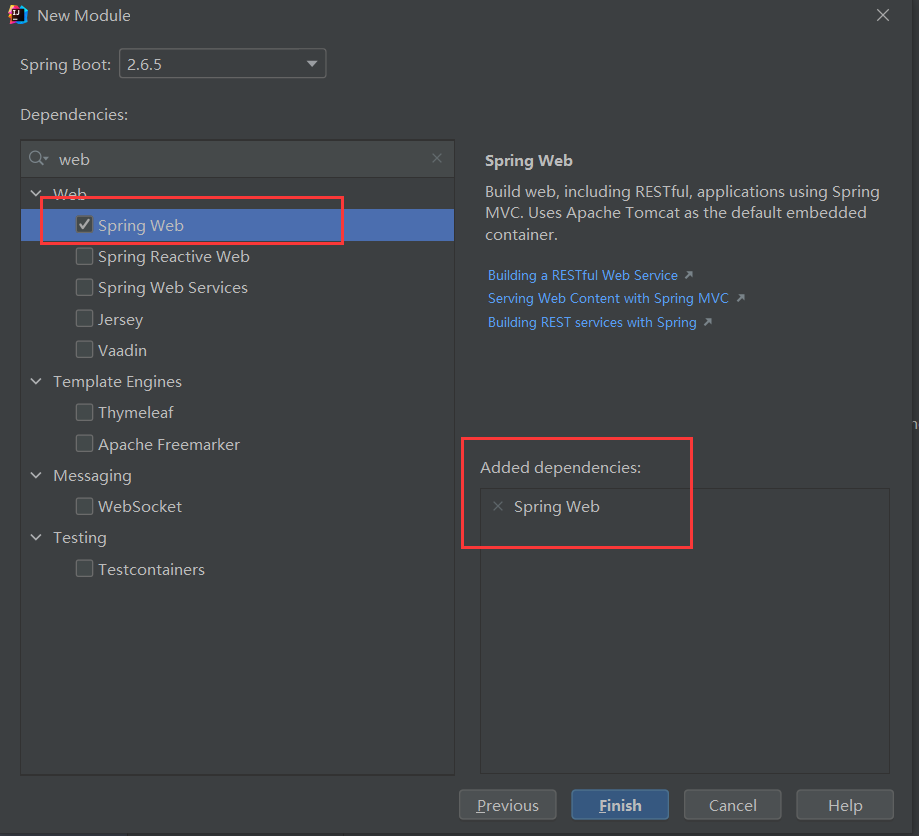 New Module
Spring Boot: 2.6.5
Dependencies:
web
Web
Spring Web
Spring Reactive Web
Spring Web Services
Jersey
Vaadin
Template Engines
Thymeleaf
Apache Freemarker
Messaging
WebSocket
Testing
Testcontainers
Spring Web
Build web, including RESTful, applications using Spring
MVC. Uses Apache Tomcat as the default embedded
container.
Building a RESTful Web Service
Serving Web Content with Spring MVC
Building REST services with Spring
Added dependencies:
Spring Web
Previous Finish Cancel Help